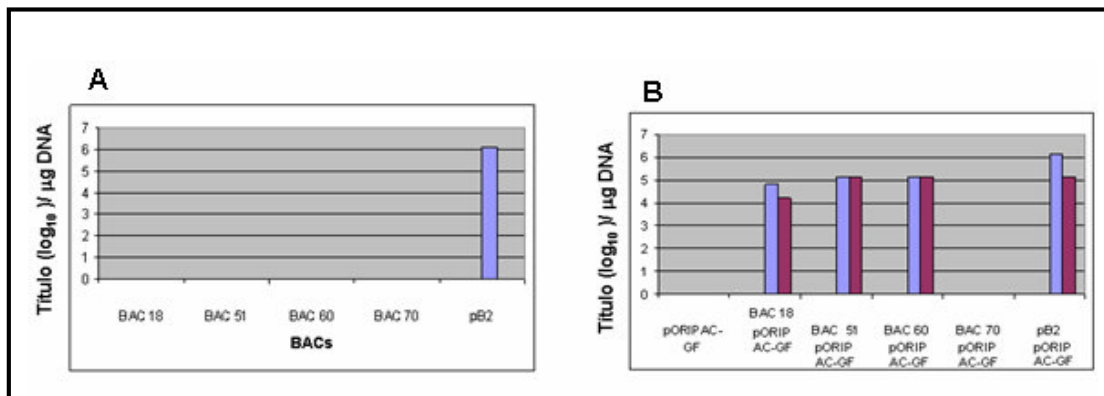 A
Título (log₁₀ )/ µg DNA
7
6
5
4
3
2
1
0
BAC 18
BAC 51
BAC 60
BAC 70
pB2
BACs
B
Título (log₁₀ )/ µg DNA
7
6
5
4
3
2
1
0
pORIP AC-
GF
BAC 18
pORIP
AC-GF
BAC 51
pORIP
AC-GF
BAC 60
pORIP
AC-GF
BAC 70
pORIP
AC-GF
pB2
pORIP
AC-GF